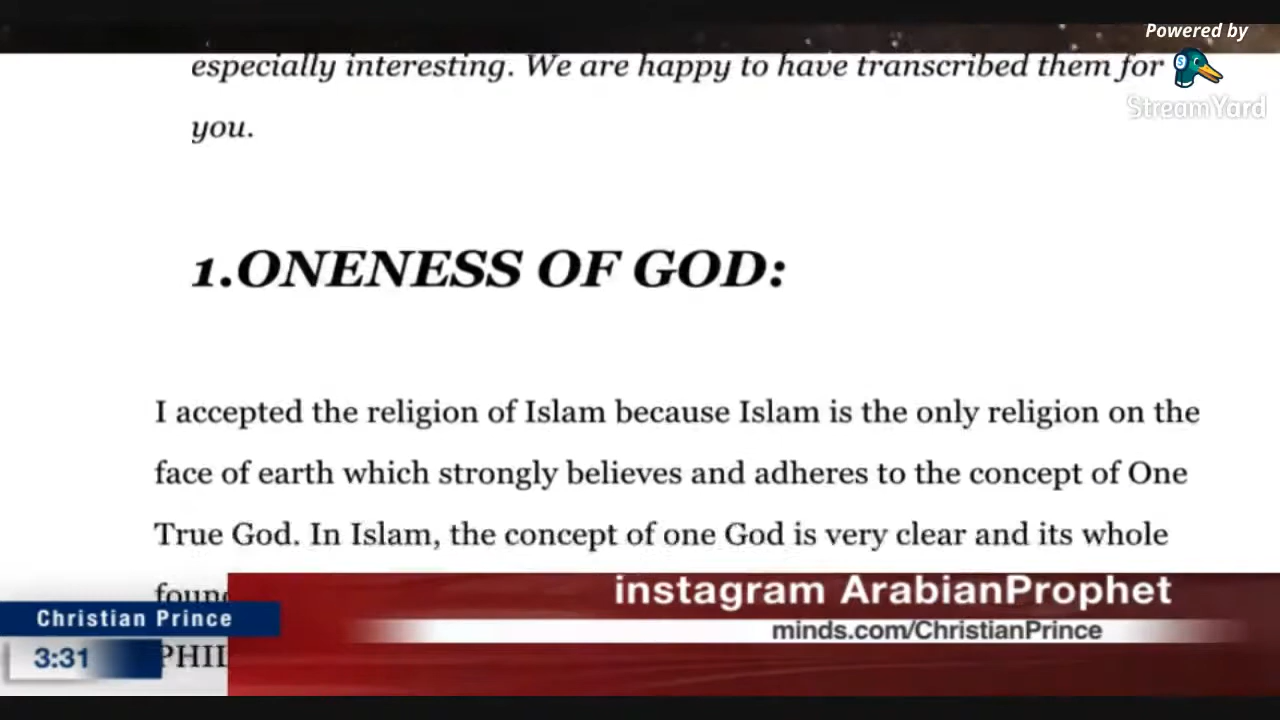 Powered by
StreamYard
especially interesting. We are happy to have transcribed them for
you.
1.ONENESS OF GOD:
I accepted the religion of Islam because Islam is the only religion on the
face of earth which strongly believes and adheres to the concept of One
True God. In Islam, the concept of one God is very clear and its whole
instagram ArabianProphet
minds.com/ChristianPrince
Christian Prince
3:31